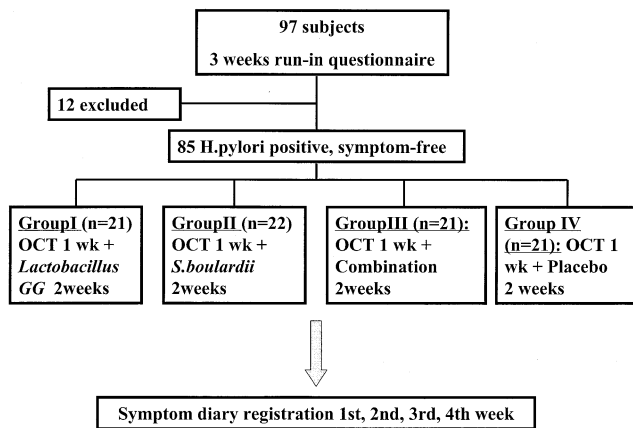 97 subjects
3 weeks run-in questionnaire
12 excluded
85 H.pylori positive, symptom-free
GroupI (n=21)
OCT 1 wk +
Lactobacillus
GG 2weeks
GroupII (n=22)
OCT 1 wk +
S.boulardii
2weeks
GroupIII (n=21):
OCT 1 wk +
Combination
2weeks
Group IV
(n=21): OCT 1
wk + Placebo
2 weeks
Symptom diary registration 1st, 2nd, 3rd, 4th week